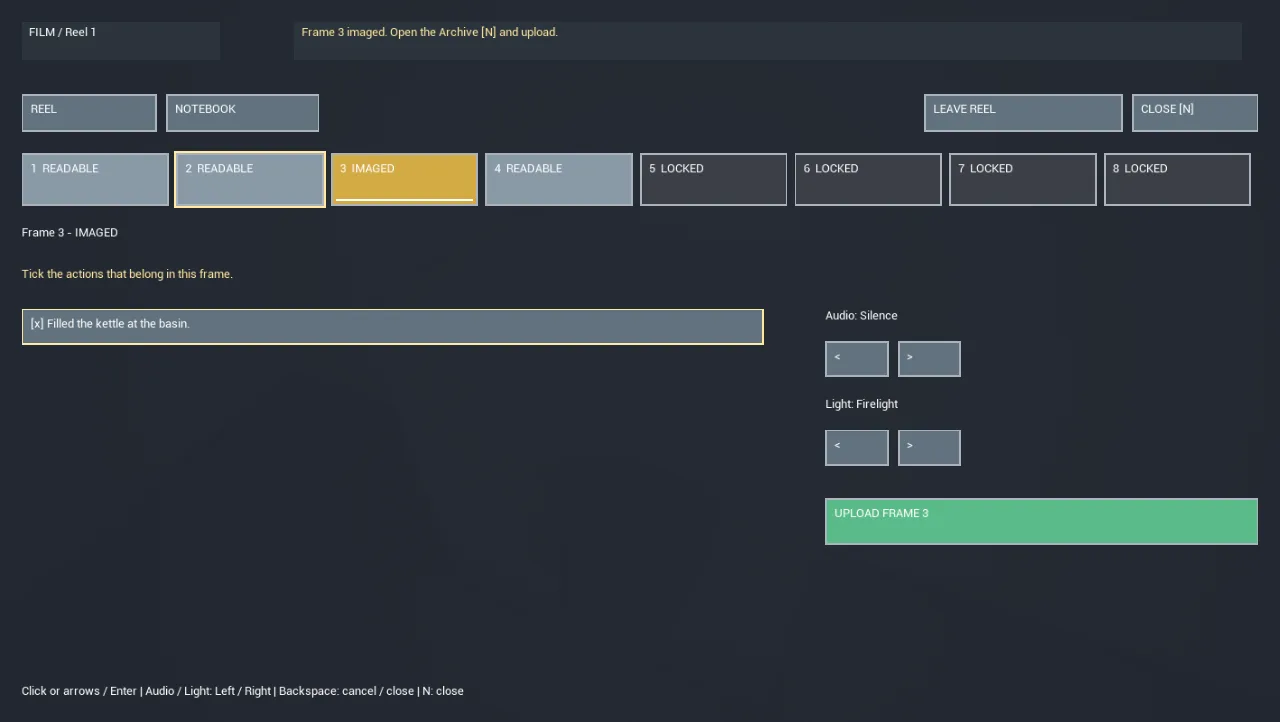 FILM / Reel 1
Frame 3 imaged. Open the Archive [N] and upload.
REEL
NOTEBOOK
LEAVE REEL
CLOSE [N]
1 READABLE
2 READABLE
3 IMAGED
4 READABLE
5 LOCKED
6 LOCKED
7 LOCKED
8 LOCKED
Frame 3 - IMAGED
Tick the actions that belong in this frame.
[x] Filled the kettle at the basin.
Audio: Silence
<
>
Light: Firelight
<
>
UPLOAD FRAME 3
Click or arrows / Enter | Audio / Light: Left / Right | Backspace: cancel / close | N: close